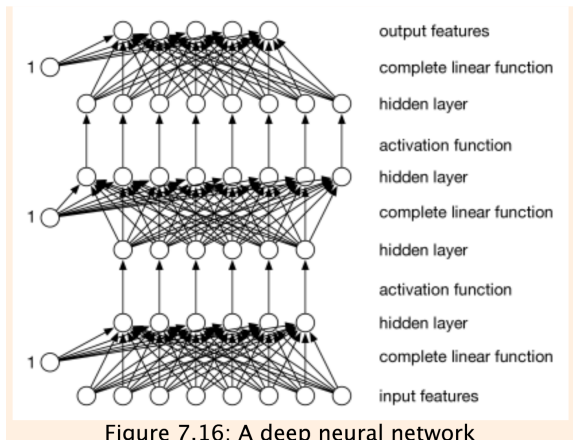 output features
1
complete linear function
hidden layer
activation function
hidden layer
1
complete linear function
hidden layer
activation function
hidden layer
1
complete linear function
input features
Figure 7.16: A deep neural network